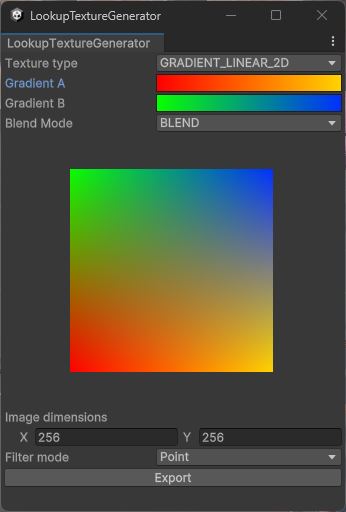 LookupTextureGenerator
LookupTextureGenerator
Texture type GRADIENT_LINEAR_2D
Gradient A
Gradient B
Blend Mode BLEND
Image dimensions
X 256 Y 256
Filter mode Point
Export